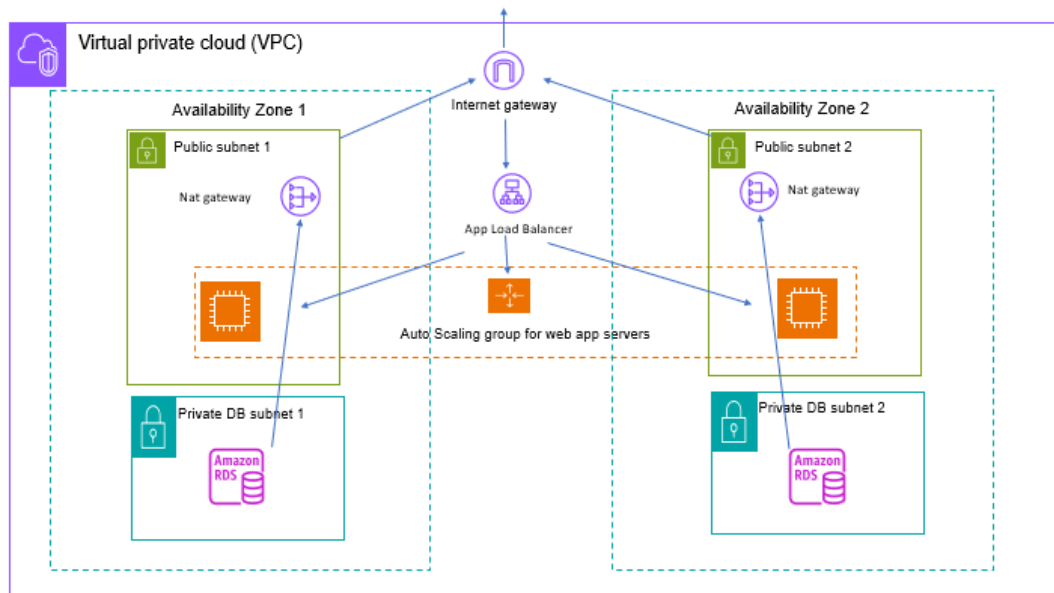 Virtual private cloud (VPC)
Internet gateway
Availability Zone 1
Availability Zone 2
Public subnet 1
Public subnet 2
Nat gateway
Nat gateway
App Load Balancer
Auto Scaling group for web app servers
Private DB subnet 1
Private DB subnet 2
Amazon
RDS
Amazon
RDS